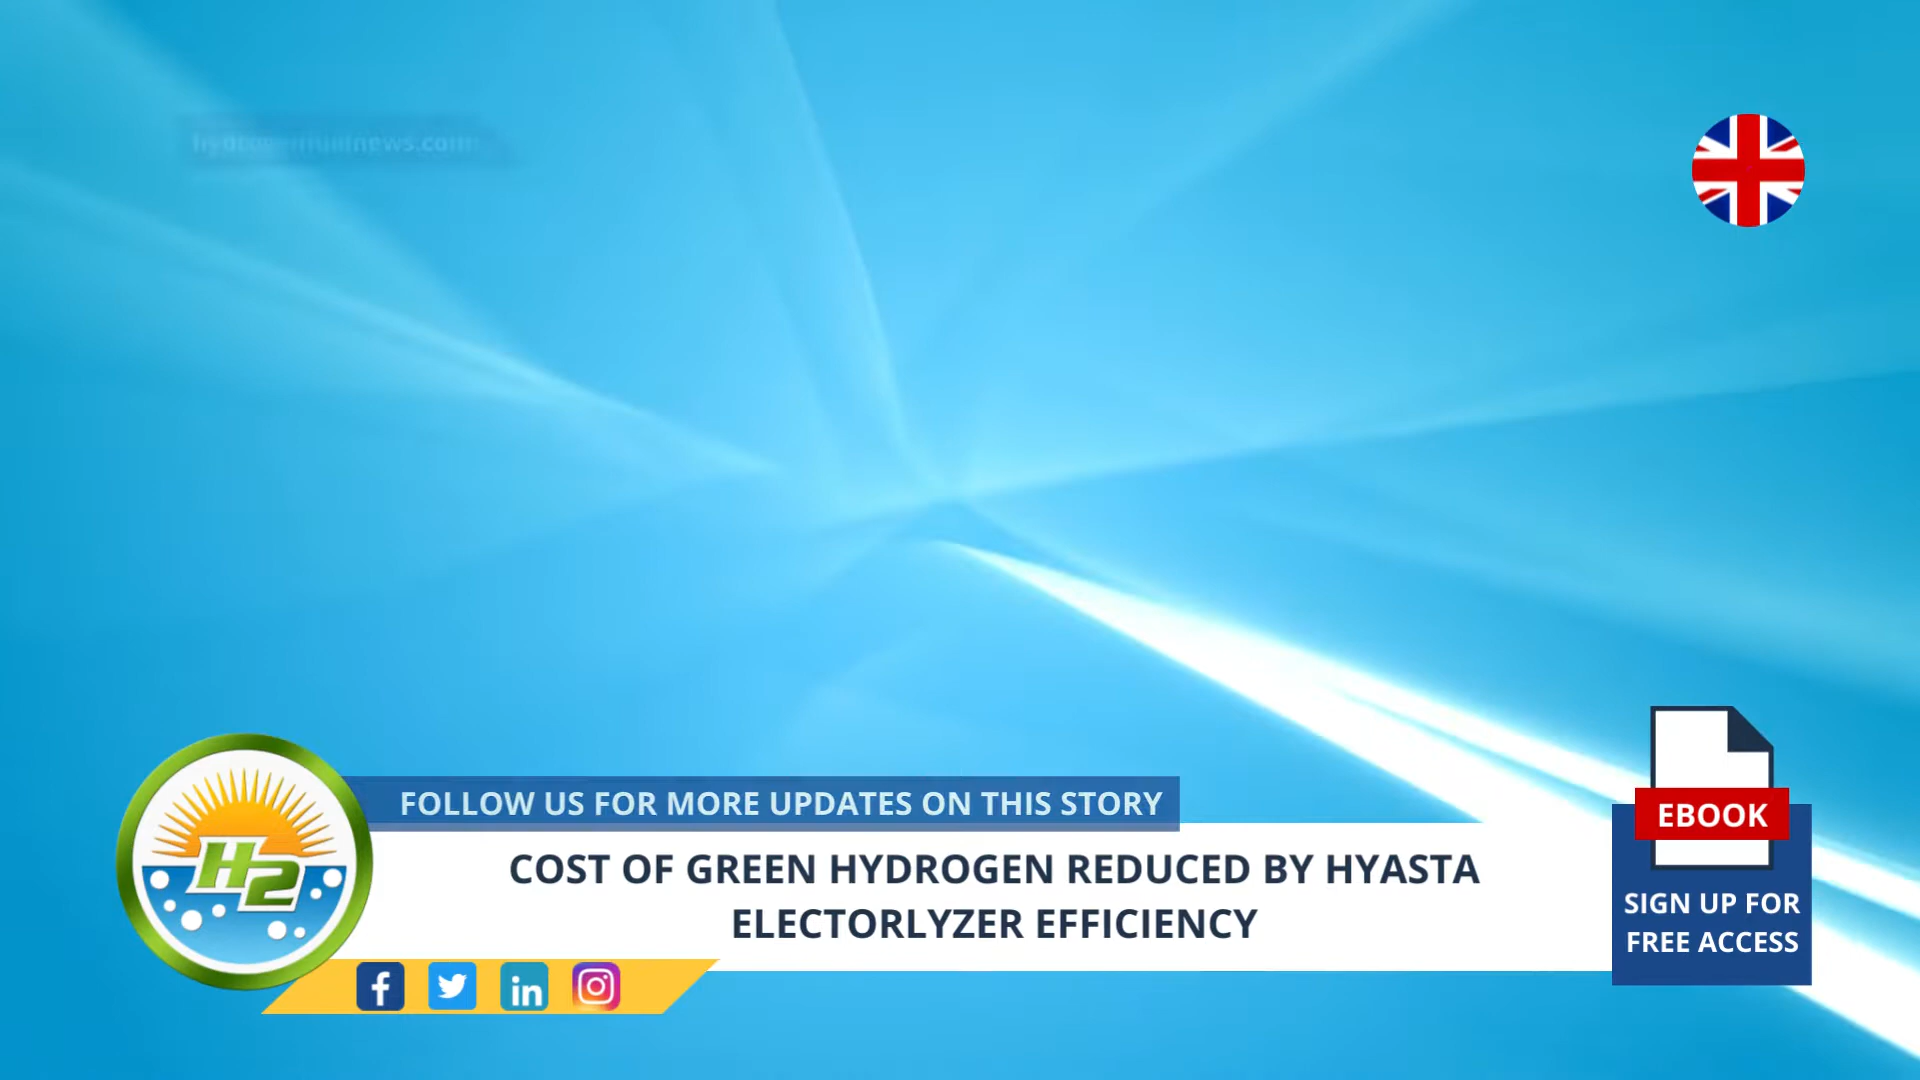 FOLLOW US FOR MORE UPDATES ON THIS STORY
COST OF GREEN HYDROGEN REDUCED BY HYASTA
ELECTORLYZER EFFICIENCY
H2
EBOOK
SIGN UP FOR
FREE ACCESS
f
in